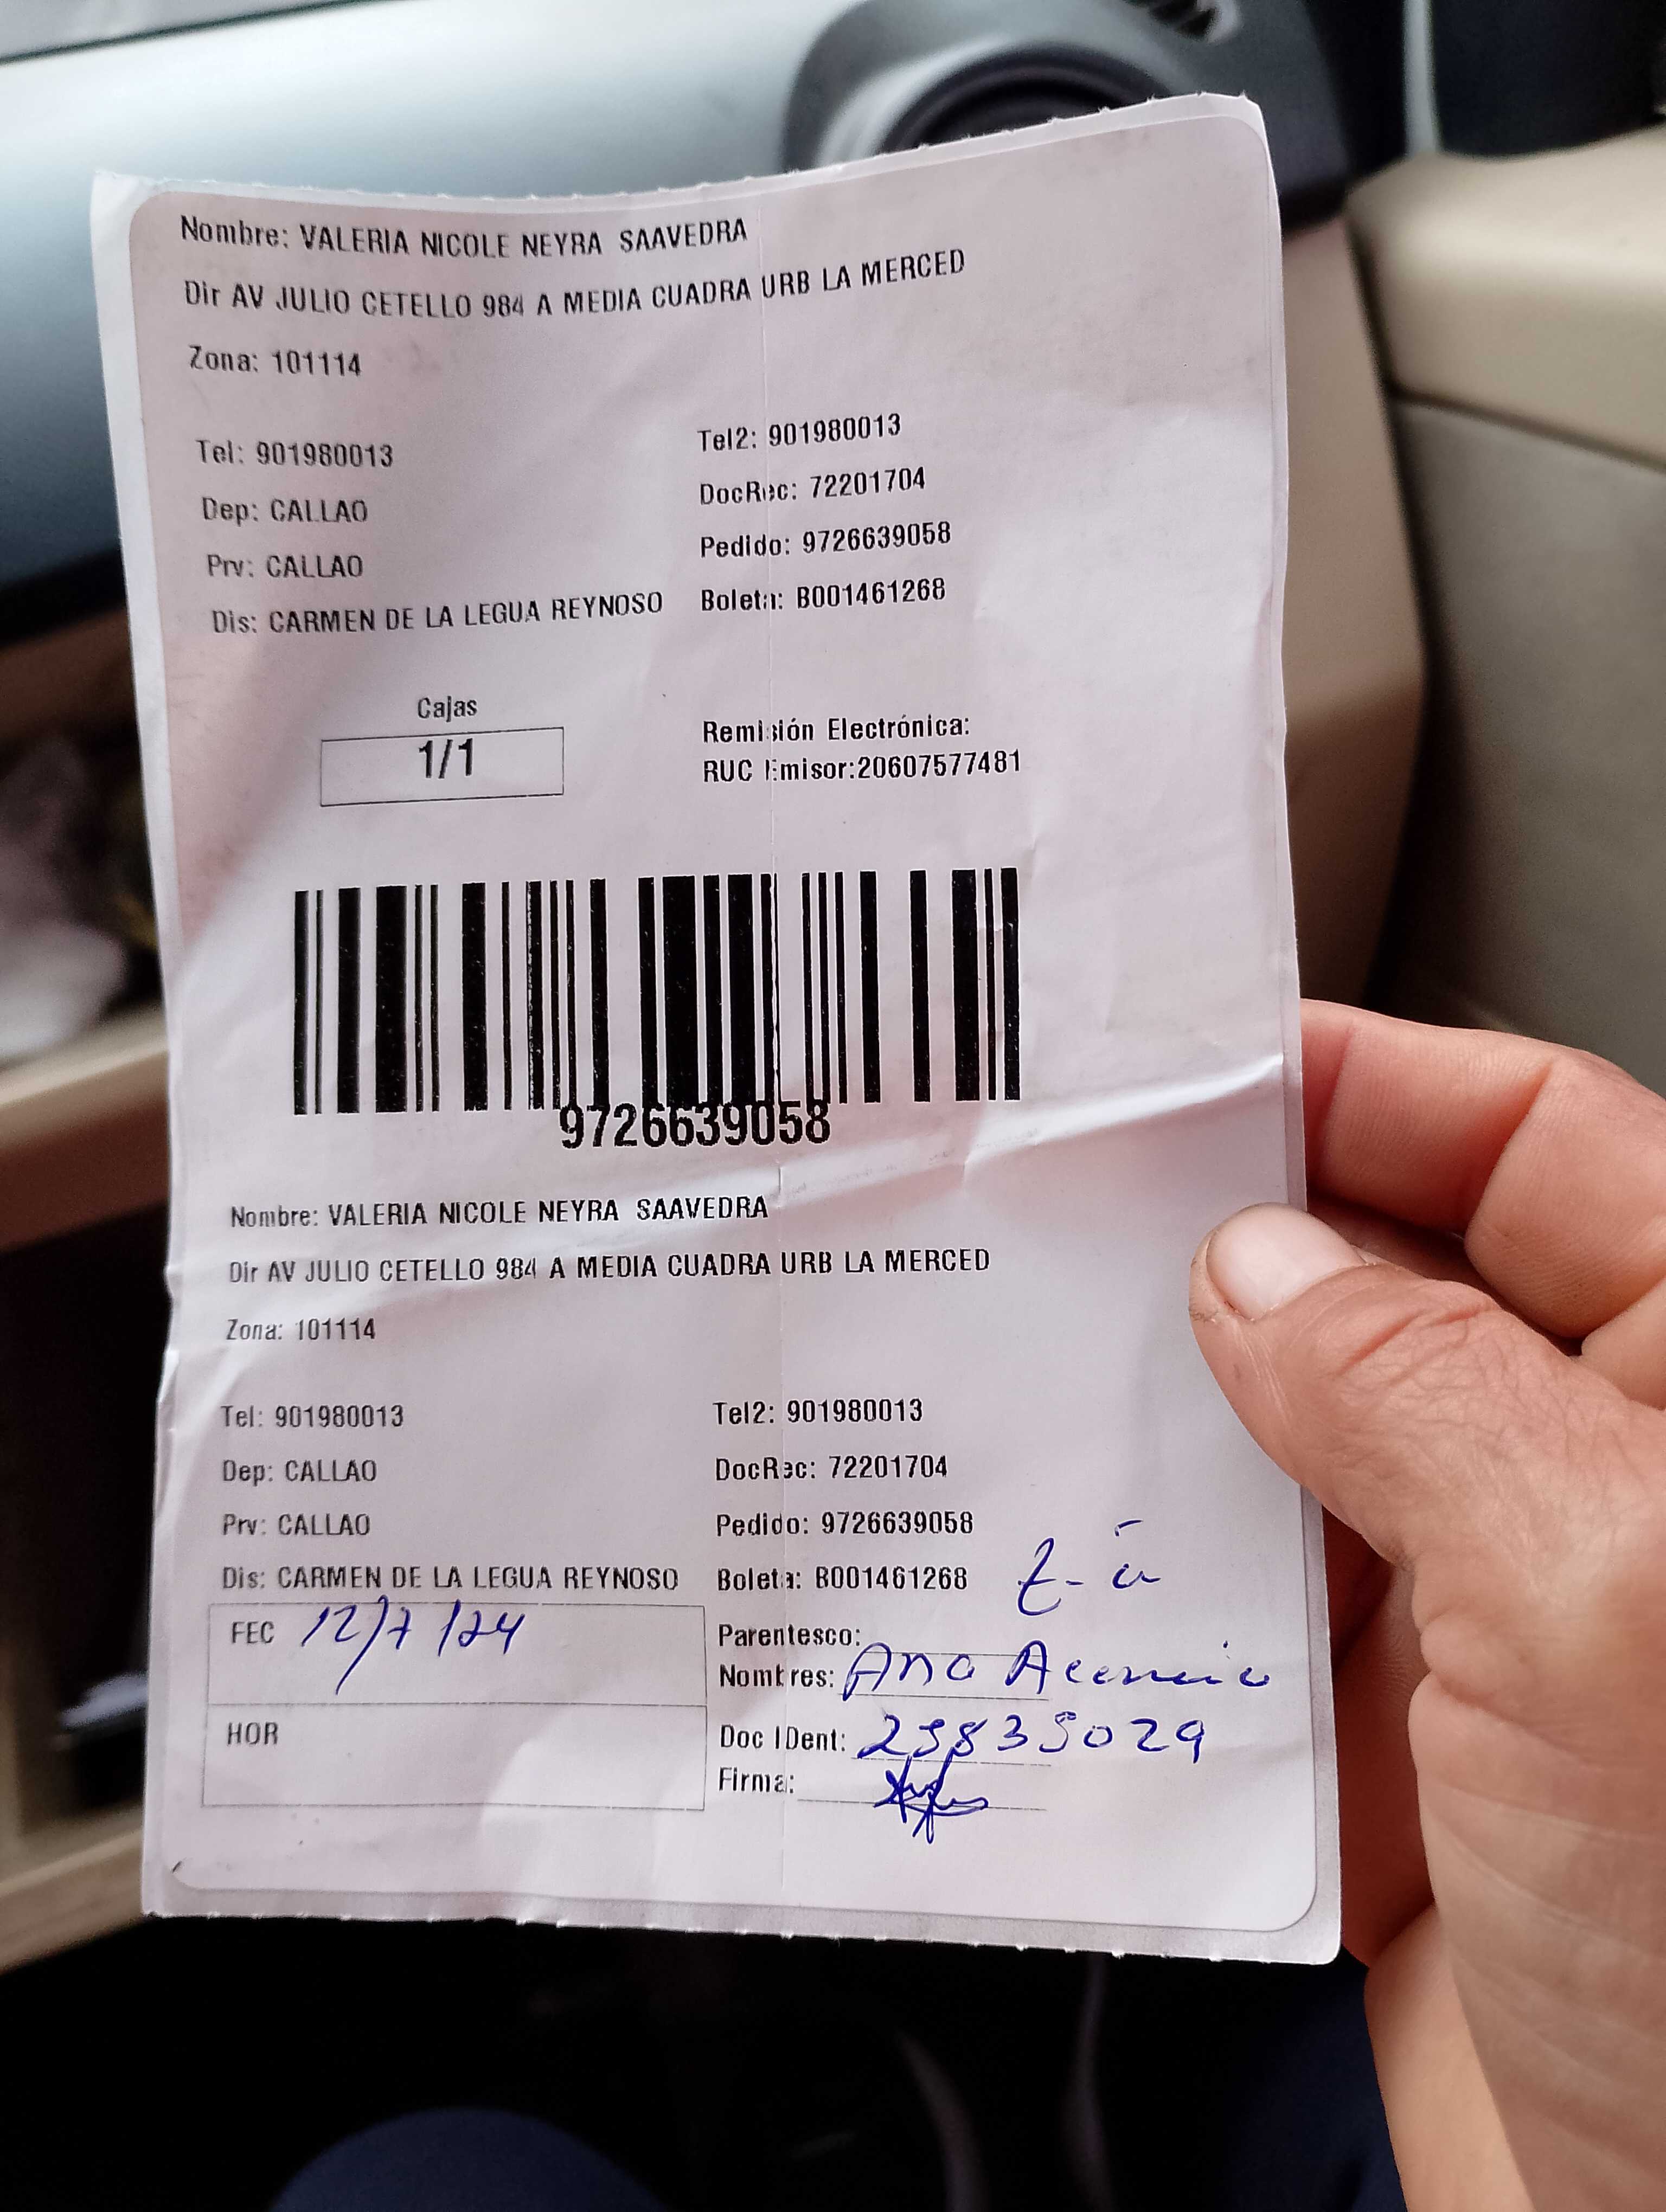 Nombre: VALERIA NICOLE NEYRA SAAVEDRA
Dir AV JULIO CETELLO 984 A MEDIA CUADRA URB LA MERCED
Zona: 101114
Tel: 901980013 Tel2: 901980013
Dep: CALLAO DocRec: 72201704
Prv: CALLAO Pedido: 9726639058
Dis: CARMEN DE LA LEGUA REYNOSO Boleta: B001461268
Cajas
1/1
Remisión Electrónica:
RUC Emisor:20607577481
9726639058
Nombre: VALERIA NICOLE NEYRA SAAVEDRA
Dir AV JULIO CETELLO 984 A MEDIA CUADRA URB LA MERCED
Zona: 101114
Tel: 901980013 Tel2: 901980013
Dep: CALLAO DocRec: 72201704
Prv: CALLAO Pedido: 9726639058
Dis: CARMEN DE LA LEGUA REYNOSO Boleta: B001461268
FEC 12/7/24
Parentesco:
Nombres: Ana
HOR
Doc IDent:
Firma: